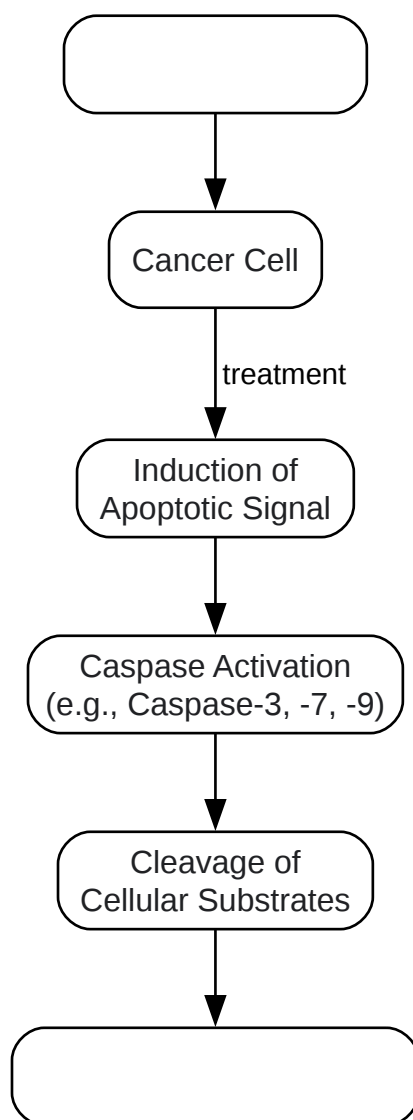 Cancer Cell
treatment
Induction of
Apoptotic Signal
Caspase Activation
(e.g., Caspase-3, -7, -9)
Cleavage of
Cellular Substrates